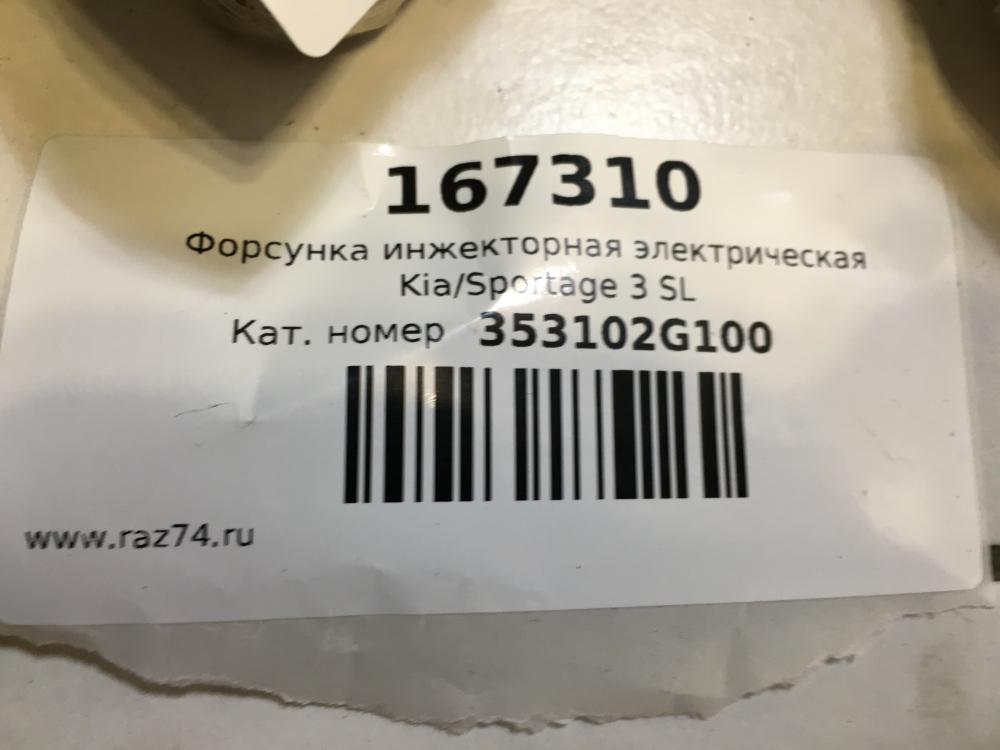 167310
Форсунка инжекторная электрическая
Kia/Sportage 3 SL
Кат. номер 353102G100
www.raz74.ru